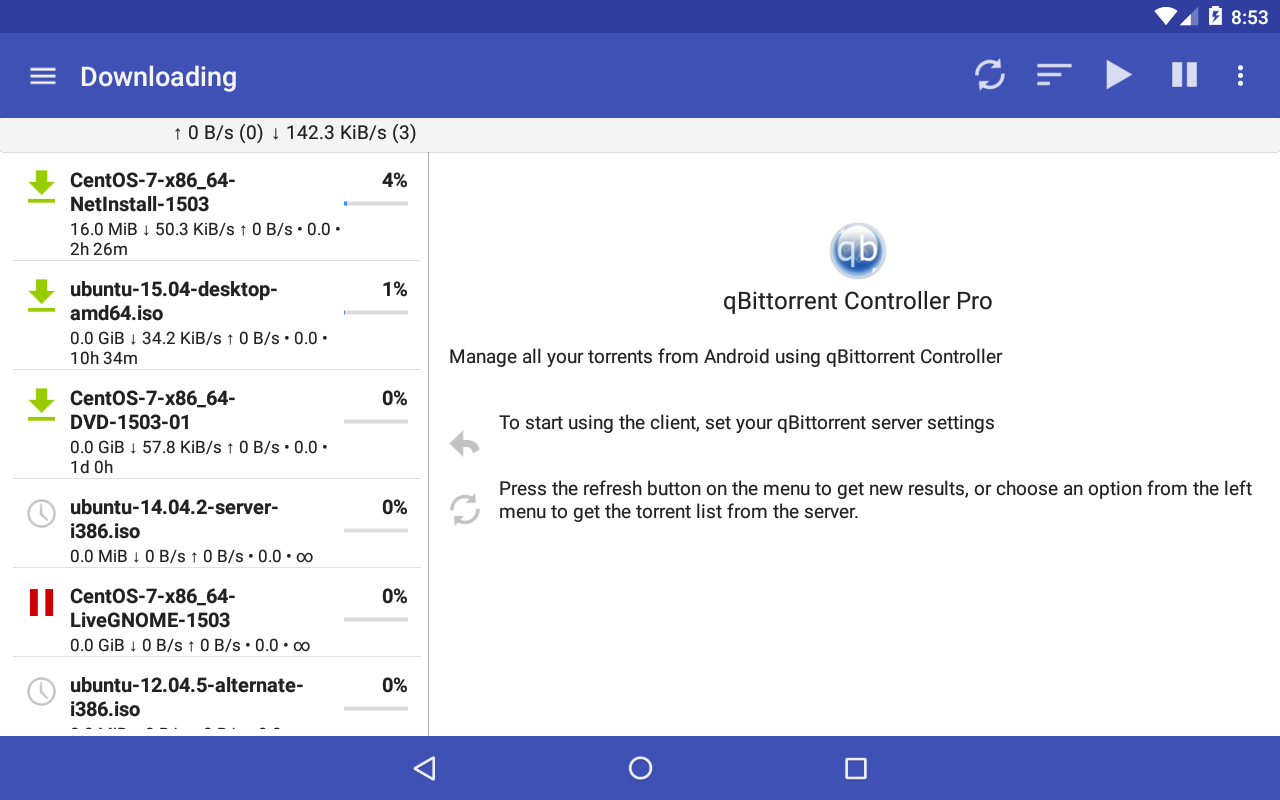 8:53
Downloading
↑ 0 B/s (0) ↓ 142.3 KiB/s (3)
CentOS-7-x86_64-
NetInstall-1503
4%
16.0 MiB ↓ 50.3 KiB/s ↑ 0 B/s • 0.0 •
2h 26m
ubuntu-15.04-desktop-
amd64.iso
1%
0.0 GiB ↓ 34.2 KiB/s ↑ 0 B/s • 0.0 •
10h 34m
CentOS-7-x86_64-
DVD-1503-01
0%
0.0 GiB ↓ 57.8 KiB/s ↑ 0 B/s • 0.0 •
1d 0h
ubuntu-14.04.2-server-
i386.iso
0%
0.0 MiB ↓ 0 B/s ↑ 0 B/s • 0.0 • ∞
CentOS-7-x86_64-
LiveGNOME-1503
0%
0.0 GiB ↓ 0 B/s ↑ 0 B/s • 0.0 • ∞
ubuntu-12.04.5-alternate-
i386.iso
0%
qb
qBittorrent Controller Pro
Manage all your torrents from Android using qBittorrent Controller
To start using the client, set your qBittorrent server settings
Press the refresh button on the menu to get new results, or choose an option from the left
menu to get the torrent list from the server.